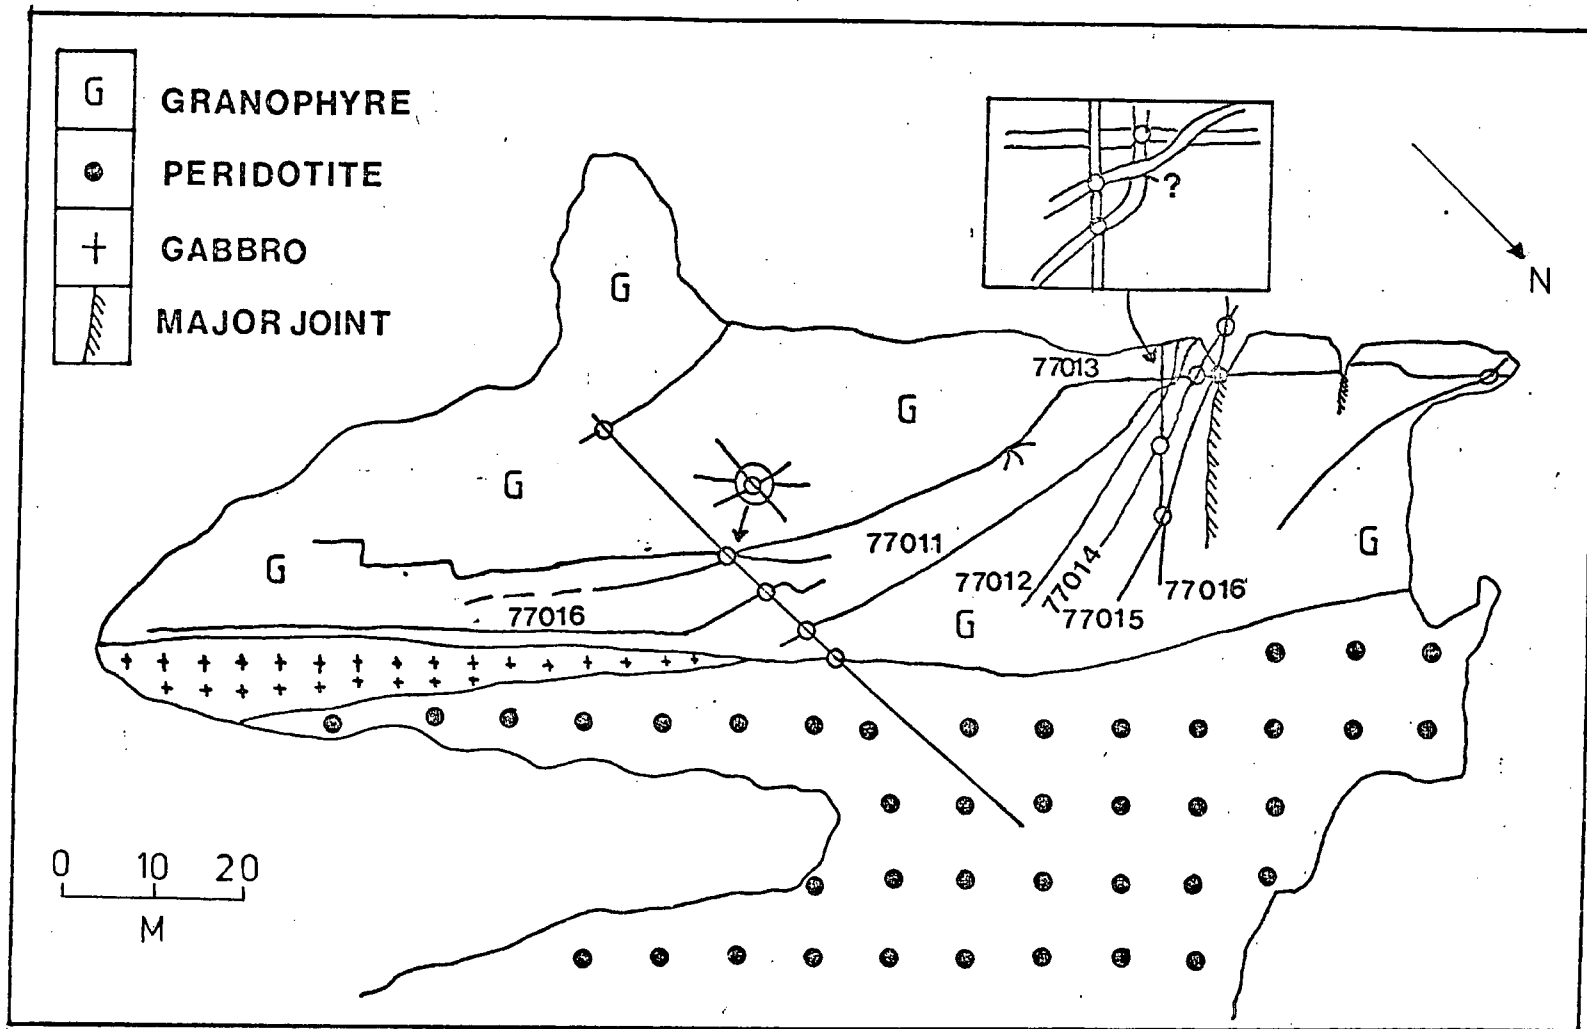 G GRANOPHYRE
PERIDOTITE
GABBRO
MAJOR JOINT
?
N
G
77013
G
G
77011
G
G
77012
77014
77015
77016
77016
G
0 10 20
M